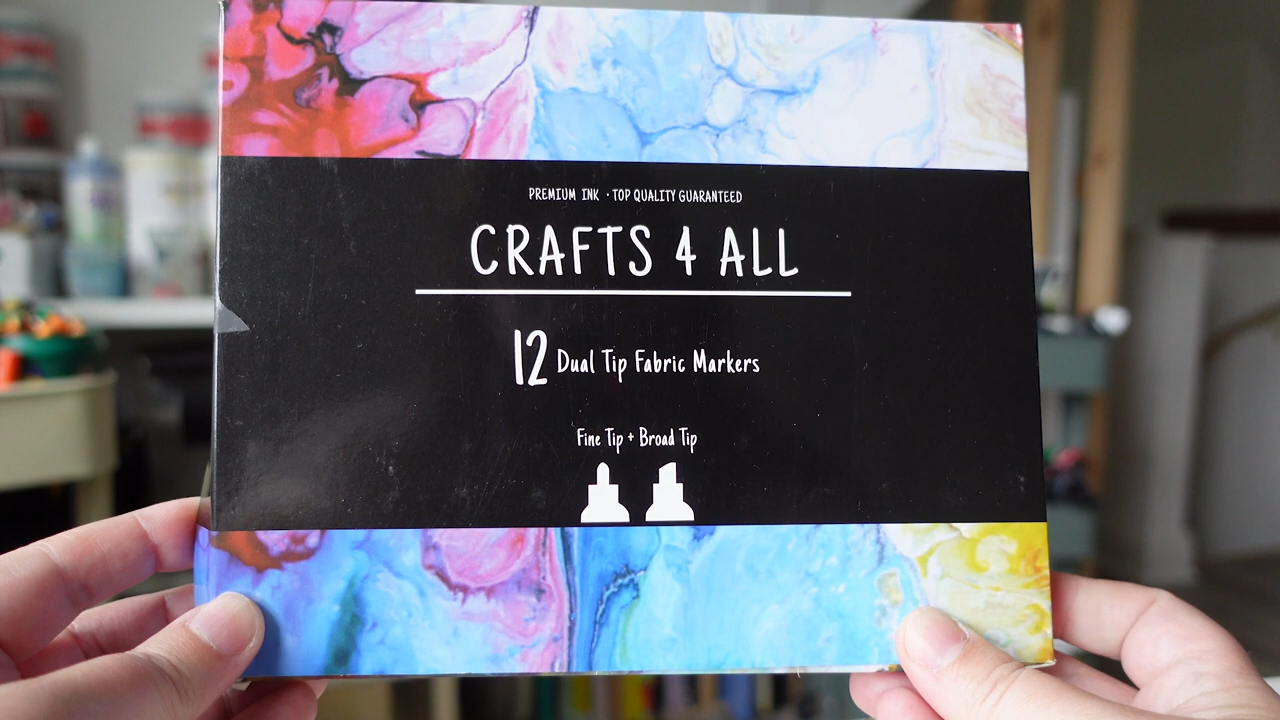 PREMIUM INK · TOP QUALITY GUARANTEED
CRAFTS 4 ALL
12 Dual Tip Fabric Markers
Fine Tip + Broad Tip